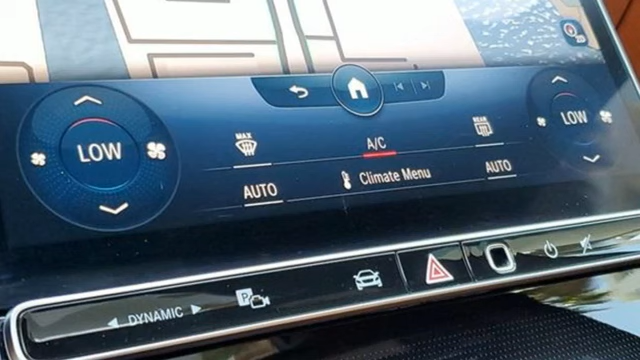 MAX
REAR
LOW
A/C
LOW
AUTO
Climate Menu
AUTO
DYNAMIC
P